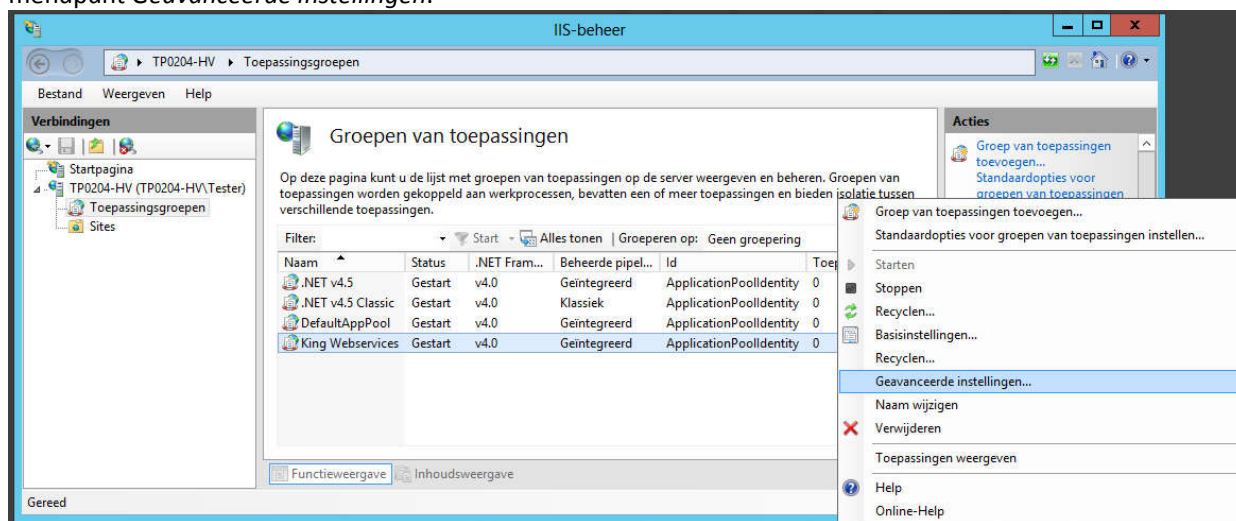 menupunt Geavanceerde instellingen.
IIS-beheer
TP0204-HV Toepassingsgroepen
Bestand Weergeven Help
Verbindingen
Startpagina
TP0204-HV (TP0204-HV\Tester)
Toepassingsgroepen
Sites
Groepen van toepassingen
Op deze pagina kunt u de lijst met groepen van toepassingen op de server weergeven en beheren. Groepen van
toepassingen worden gekoppeld aan werkprocessen, bevatten een of meer toepassingen en bieden isolatie tussen
verschillende toepassingen.
Filter: Start Alles tonen Groeperen op: Geen groepering
Naam Status .NET Fram... Beheerde pipel... Id Toep
.NET v4.5 Gestart v4.0 Geïntegreerd ApplicationPoolIdentity 0
.NET v4.5 Classic Gestart v4.0 Klassiek ApplicationPoolIdentity 0
DefaultAppPool Gestart v4.0 Geïntegreerd ApplicationPoolIdentity 0
King Webservices Gestart v4.0 Geïntegreerd ApplicationPoolIdentity 0
Functieweergave Inhoudsweergave
Gereed
Acties
Groep van toepassingen
toevoegen...
Standaardopties voor
groepen van toepassingen
Groep van toepassingen toevoegen...
Standaardopties voor groepen van toepassingen instellen...
Starten
Stoppen
Recyclen...
Basisinstellingen...
Recyclen...
Geavanceerde instellingen...
Naam wijzigen
Verwijderen
Toepassingen weergeven
Help
Online-Help